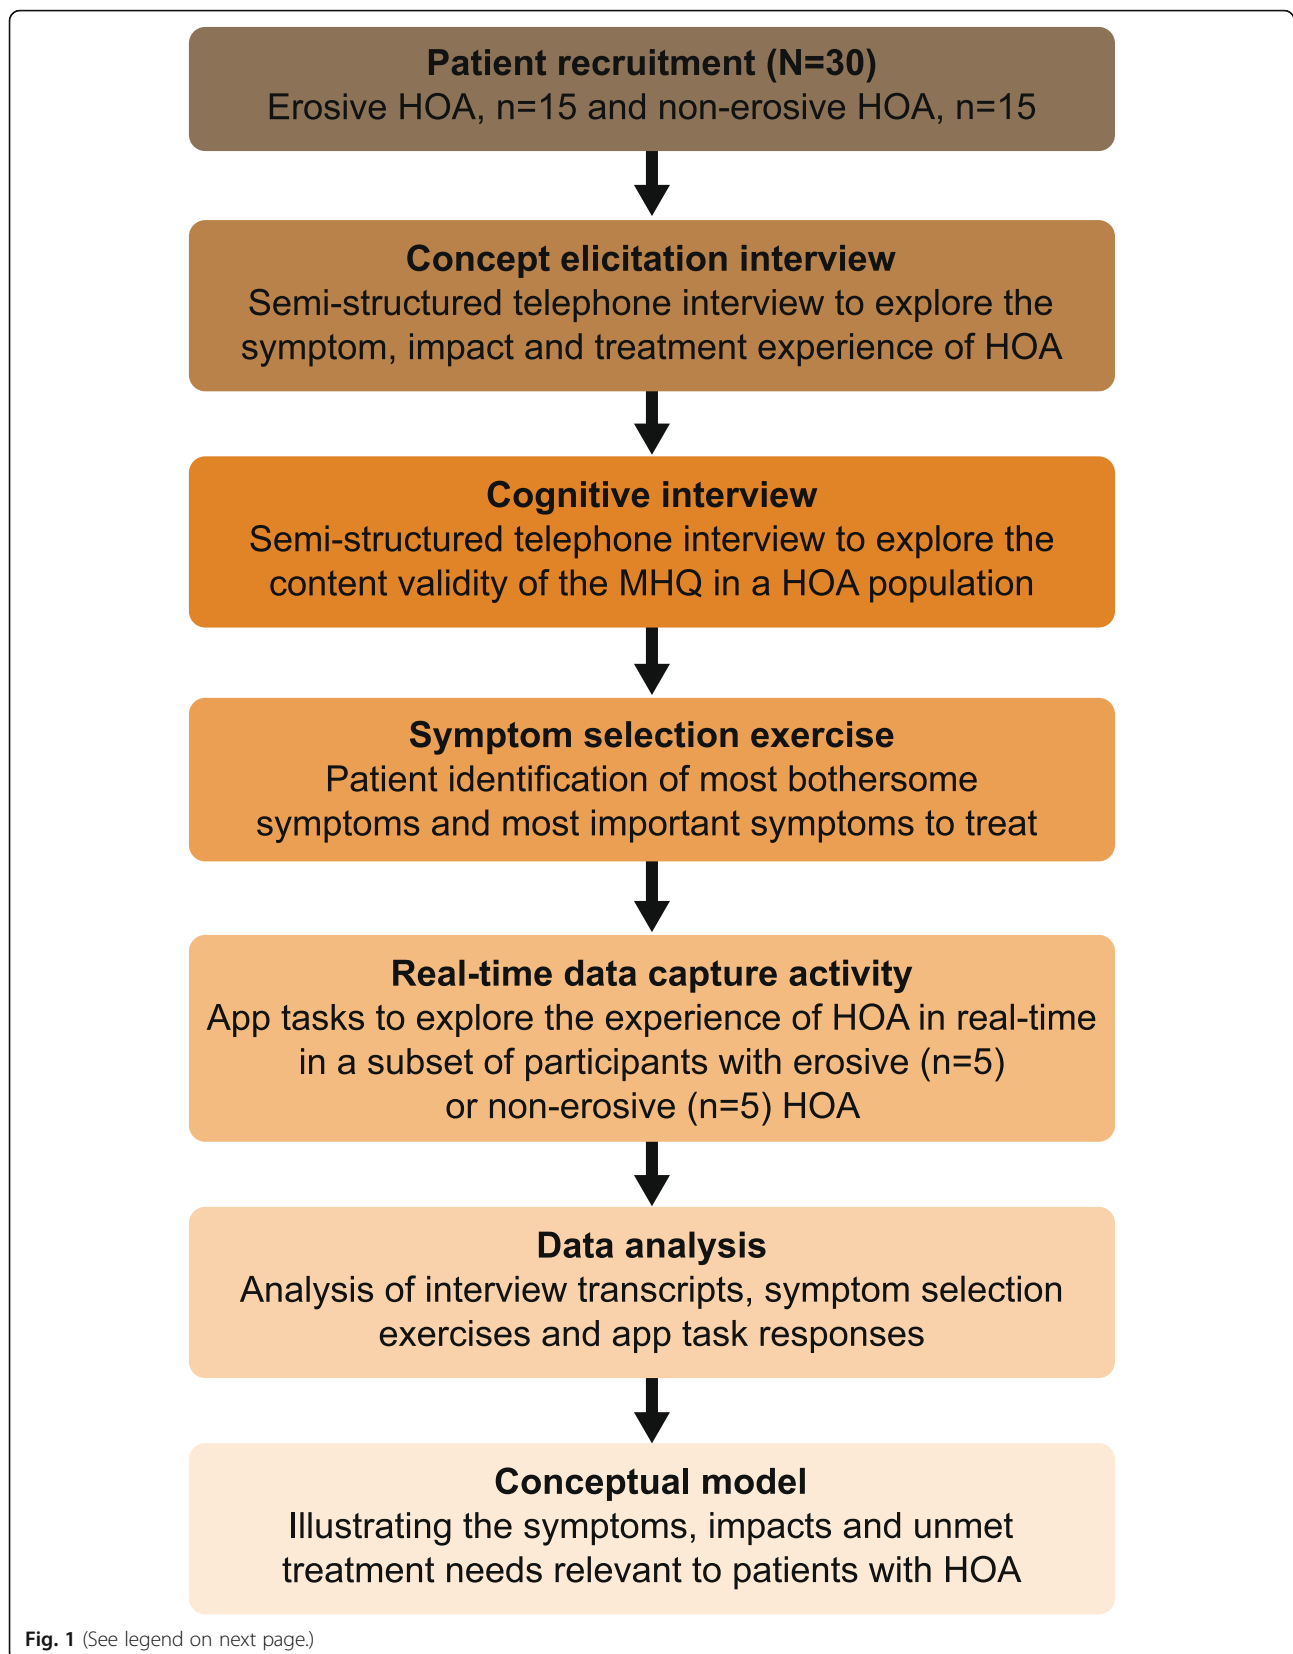 Patient recruitment (N=30)
Erosive HOA, n=15 and non-erosive HOA, n=15
Concept elicitation interview
Semi-structured telephone interview to explore the
symptom, impact and treatment experience of HOA
Cognitive interview
Semi-structured telephone interview to explore the
content validity of the MHQ in a HOA population
Symptom selection exercise
Patient identification of most bothersome
symptoms and most important symptoms to treat
Real-time data capture activity
App tasks to explore the experience of HOA in real-time
in a subset of participants with erosive (n=5)
or non-erosive (n=5) HOA
Data analysis
Analysis of interview transcripts, symptom selection
exercises and app task responses
Conceptual model
Illustrating the symptoms, impacts and unmet
treatment needs relevant to patients with HOA
Fig. 1 (See legend on next page.)